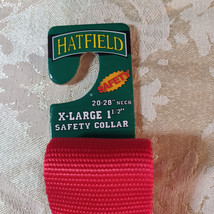 HATFIELD
SAFETY
20-28" NECK
X-LARGE 1 1/2"
SAFETY COLLAR